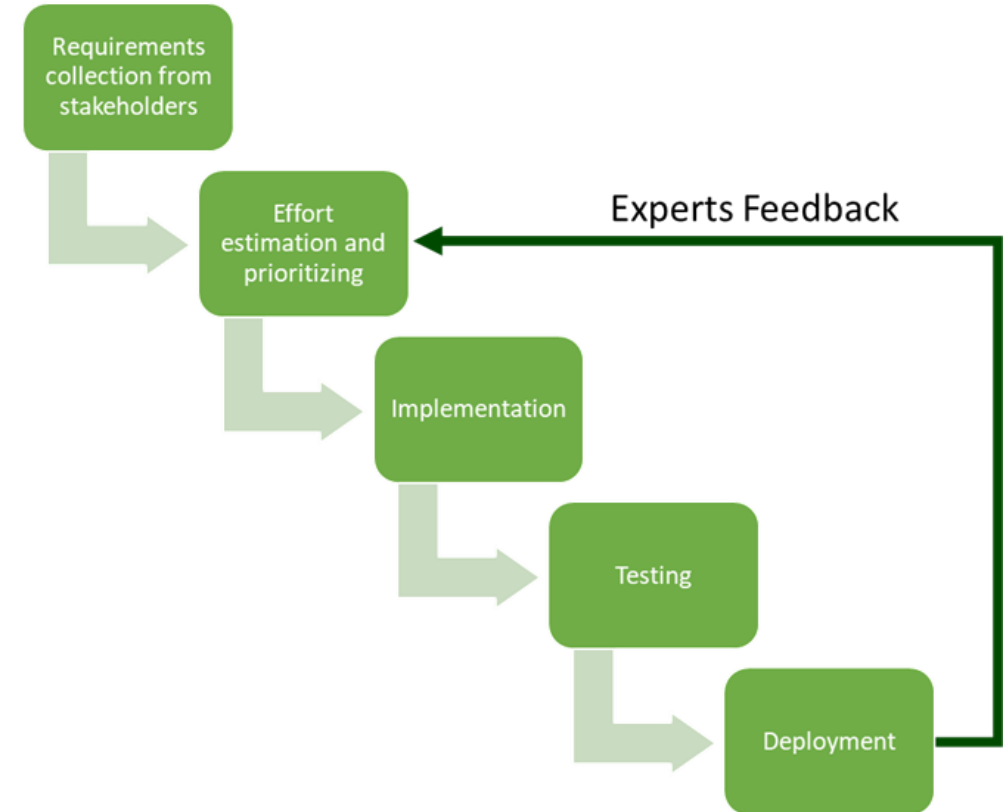 Requirements
collection from
stakeholders
Effort
estimation and
prioritizing
Experts Feedback
Implementation
Testing
Deployment